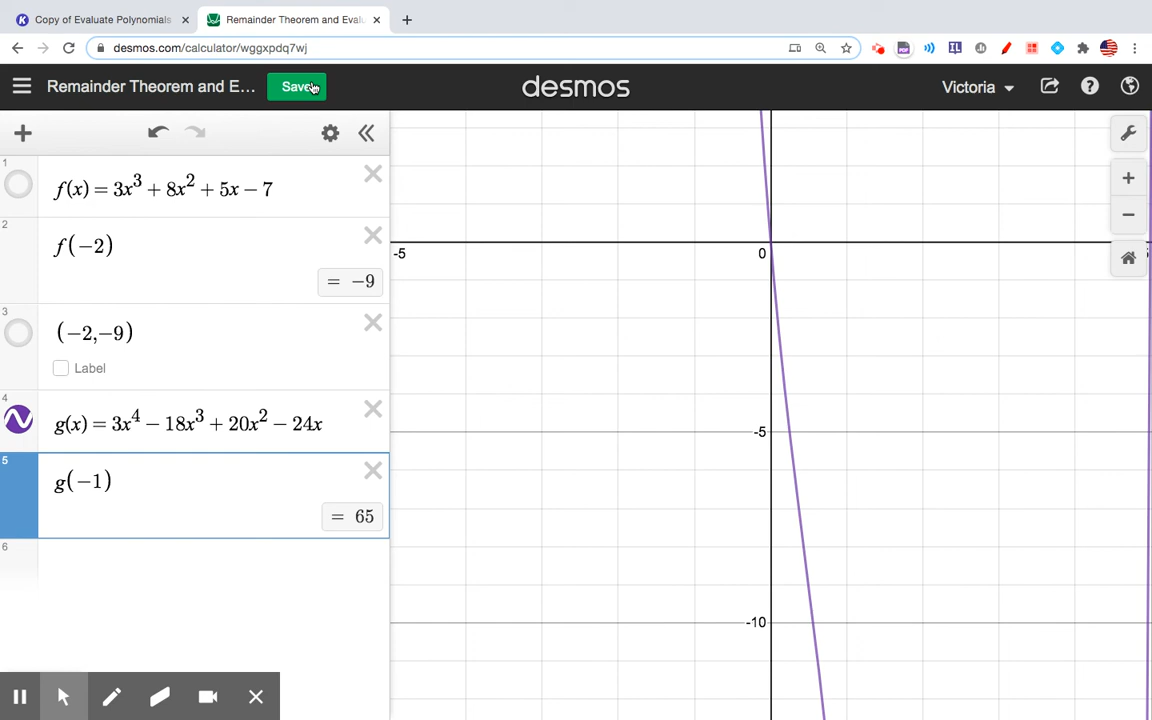 Copy of Evaluate Polynomials
Remainder Theorem and Evalu
desmos.com/calculator/wggxpdq7wj
IL
Remainder Theorem and E...
Save
desmos
Victoria
1
f(x) = 3x³ + 8x² + 5x − 7
2
f(−2)
= −9
3
(−2,−9)
Label
4
g(x) = 3x⁴ − 18x³ + 20x² − 24x
5
g(−1)
= 65
6
-5
0
-5
-10